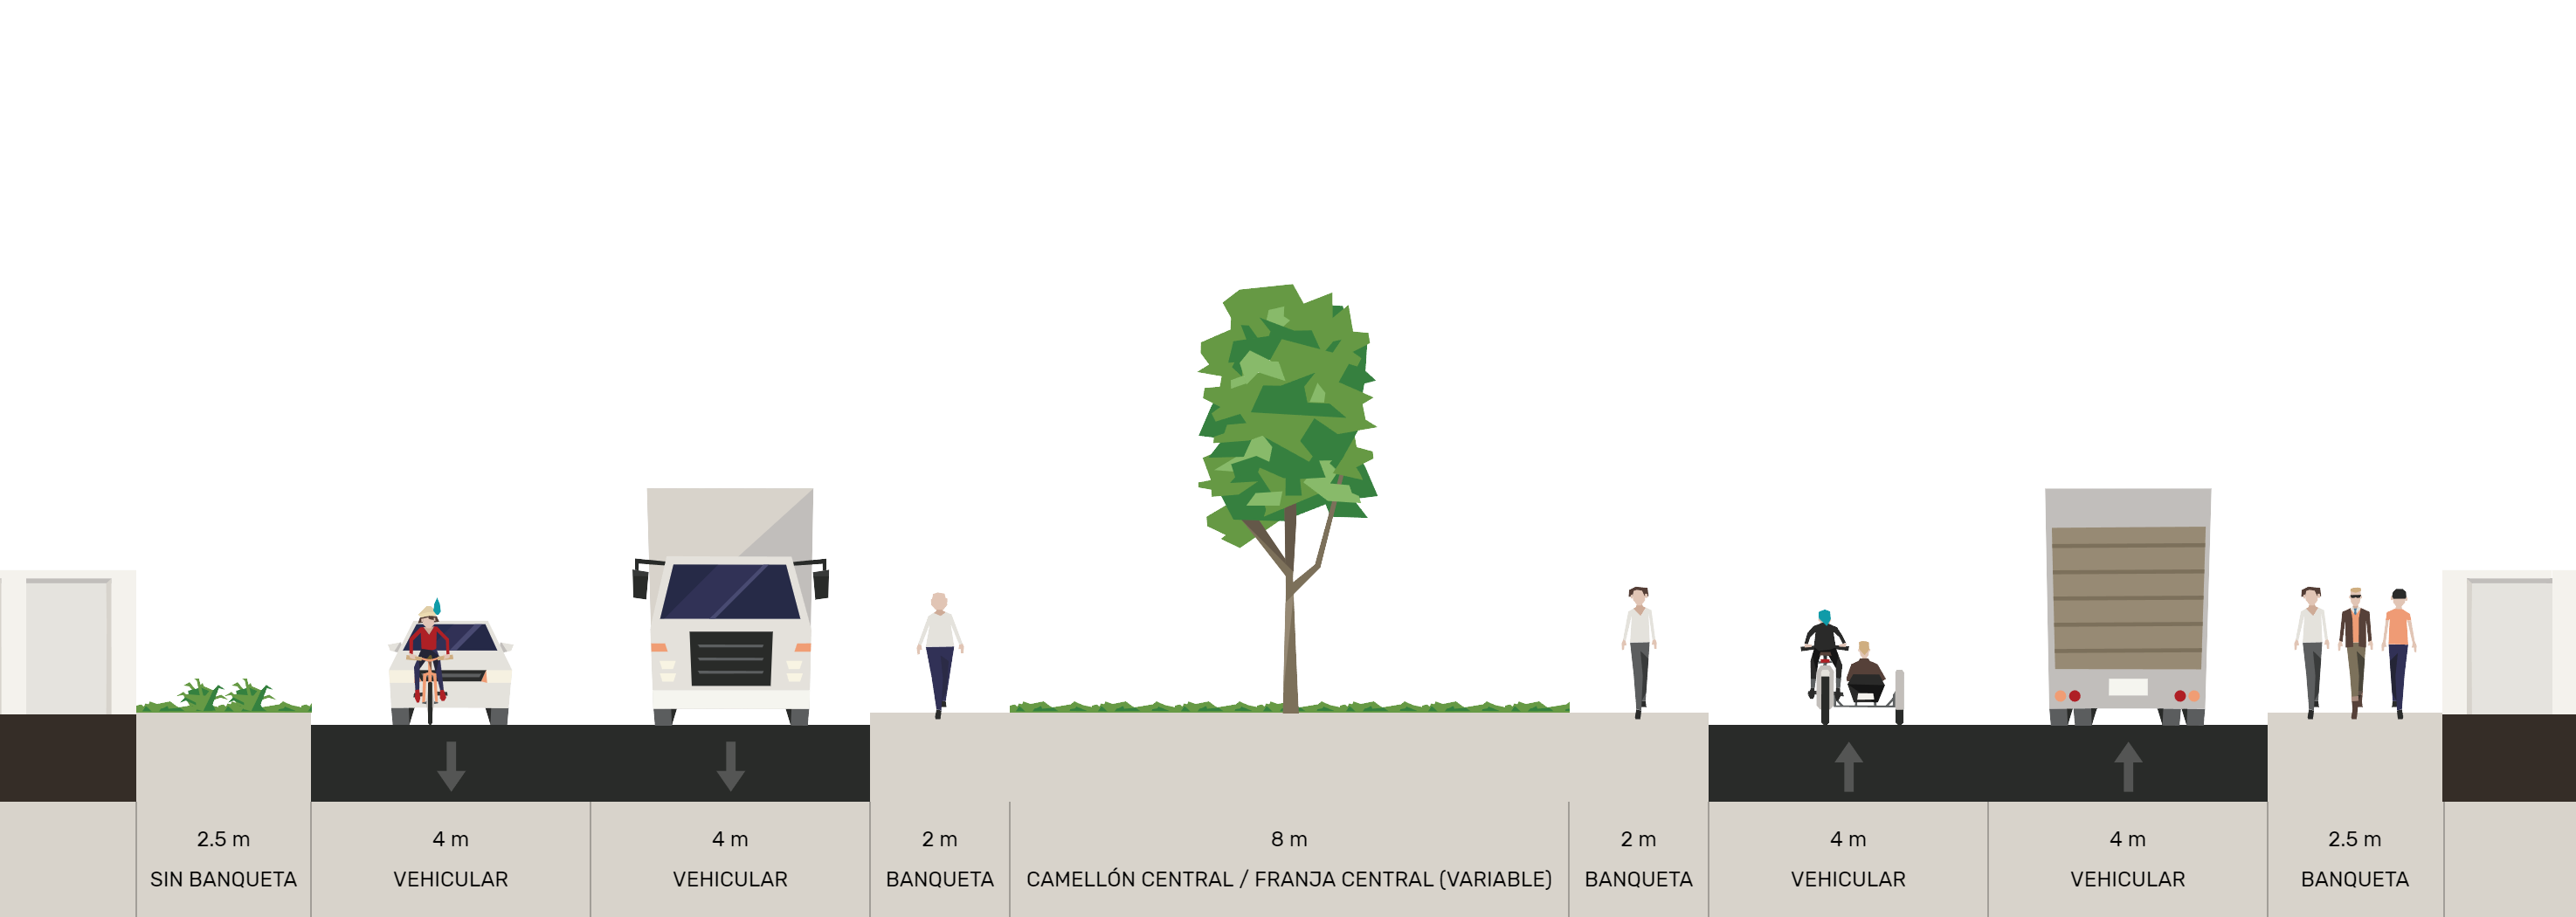 2.5 m
SIN BANQUETA
4 m
VEHICULAR
4 m
VEHICULAR
2 m
BANQUETA
8 m
CAMELLÓN CENTRAL / FRANJA CENTRAL (VARIABLE)
2 m
BANQUETA
4 m
VEHICULAR
4 m
VEHICULAR
2.5 m
BANQUETA